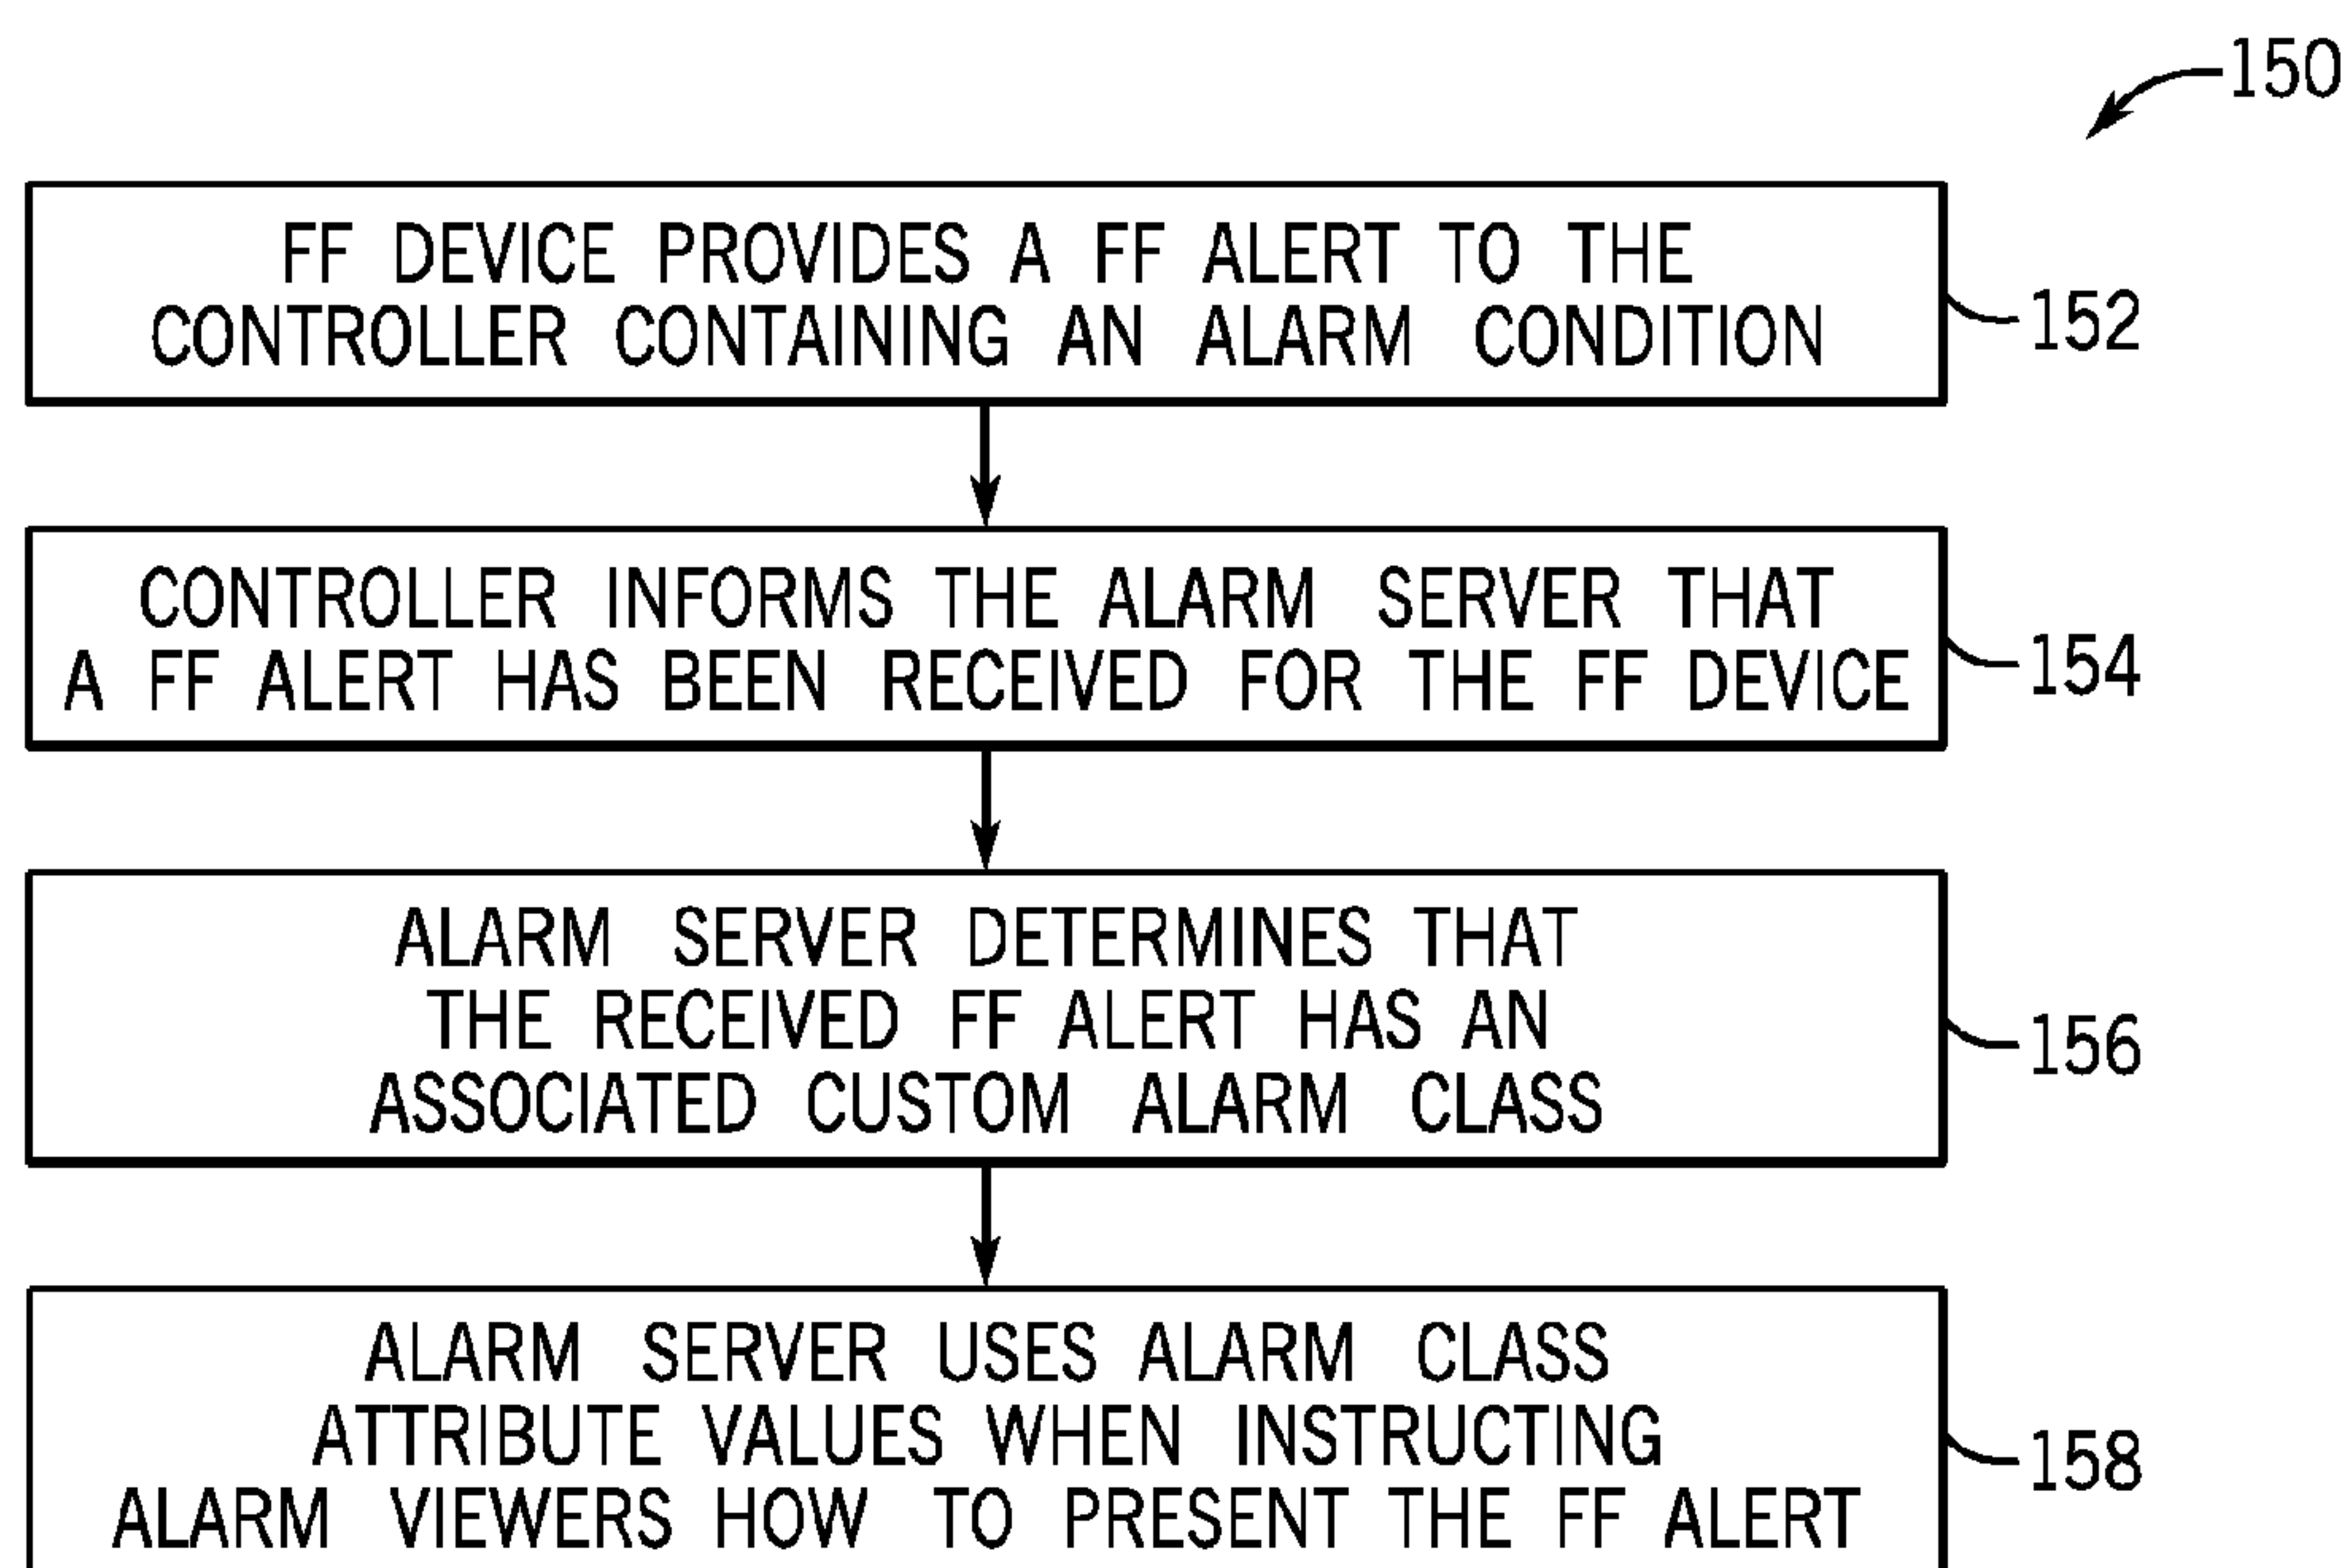 150
FF DEVICE PROVIDES A FF ALERT TO THE
CONTROLLER CONTAINING AN ALARM CONDITION
152
CONTROLLER INFORMS THE ALARM SERVER THAT
A FF ALERT HAS BEEN RECEIVED FOR THE FF DEVICE
154
ALARM SERVER DETERMINES THAT
THE RECEIVED FF ALERT HAS AN
ASSOCIATED CUSTOM ALARM CLASS
156
ALARM SERVER USES ALARM CLASS
ATTRIBUTE VALUES WHEN INSTRUCTING
ALARM VIEWERS HOW TO PRESENT THE FF ALERT
158